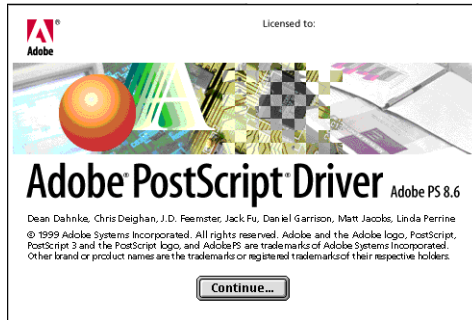 Adobe
Licensed to:
Adobe® PostScript® Driver Adobe PS 8.6
Dean Dahnke, Chris Deighan, J.D. Feemster, Jack Fu, Daniel Garrison, Matt Jacobs, Linda Perrine
© 1999 Adobe Systems Incorporated. All rights reserved. Adobe and the Adobe logo, PostScript,
PostScript 3 and the PostScript logo, and AdobePS are trademarks of Adobe Systems Incorporated.
Other brand or product names are the trademarks or registered trademarks of their respective holders.
Continue...